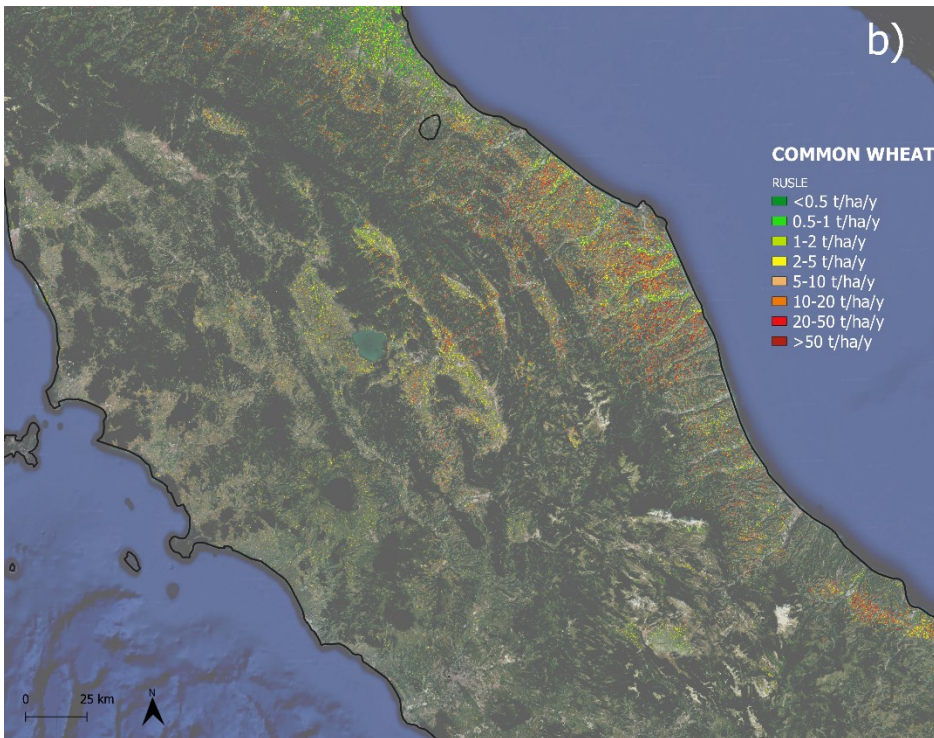 b)
COMMON WHEAT
RUSLE
<0.5 t/ha/y
0.5-1 t/ha/y
1-2 t/ha/y
2-5 t/ha/y
5-10 t/ha/y
10-20 t/ha/y
20-50 t/ha/y
>50 t/ha/y
0 25 km
N